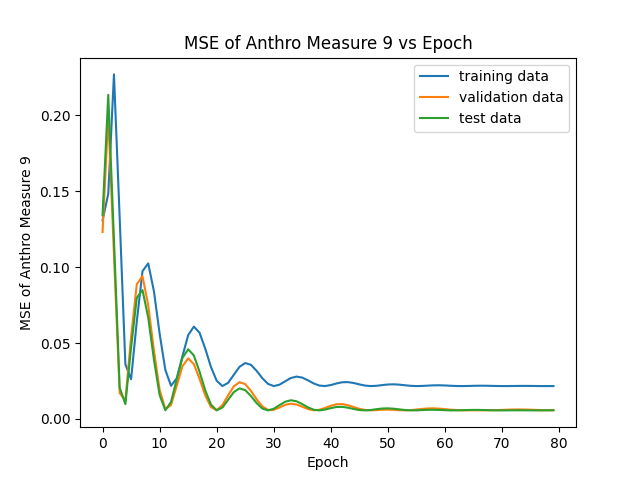 MSE of Anthro Measure 9 vs Epoch
training data
validation data
test data
MSE of Anthro Measure 9
0.20
0.15
0.10
0.05
0.00
0 10 20 30 40 50 60 70 80
Epoch